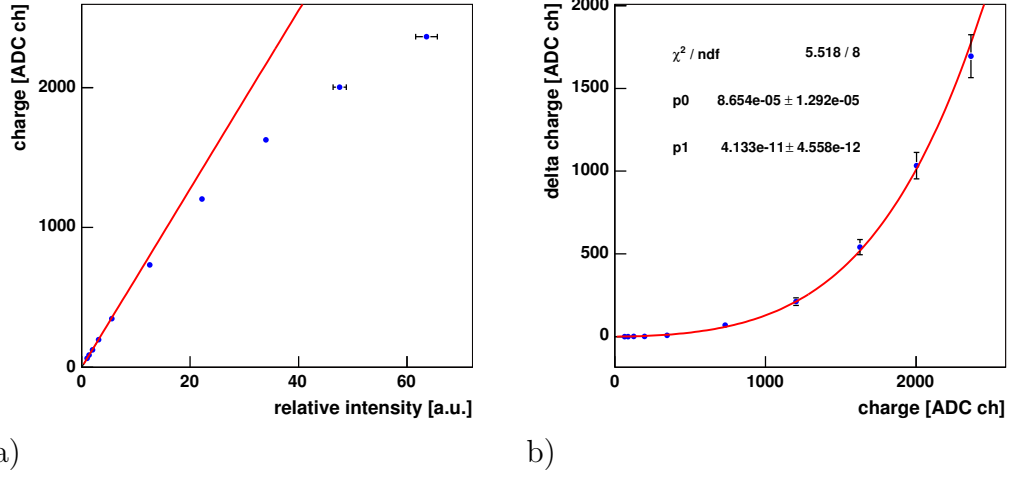 charge [ADC ch]
2000
1000
0
0
20
40
60
relative intensity [a.u.]
a)
delta charge [ADC ch]
2000
1500
1000
500
0
χ² / ndf 5.518 / 8
p0 8.654e-05 ± 1.292e-05
p1 4.133e-11 ± 4.558e-12
0
1000
2000
charge [ADC ch]
b)